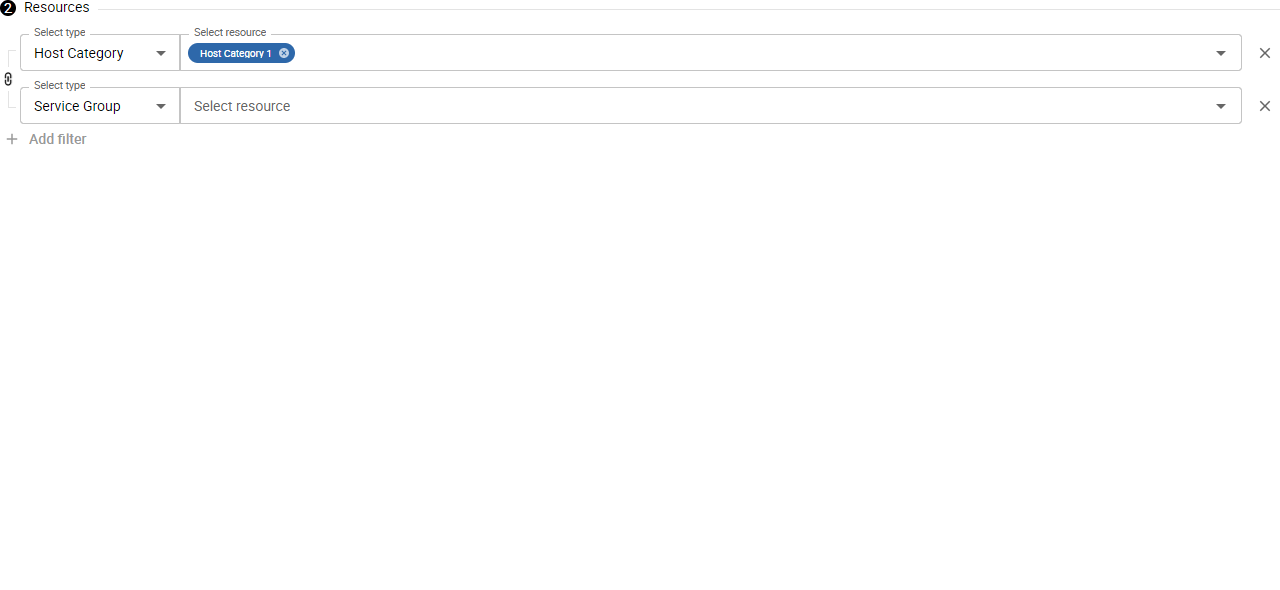 2 Resources
Select type
Select resource
Host Category
Host Category 1
Select type
Service Group
Select resource
Add filter